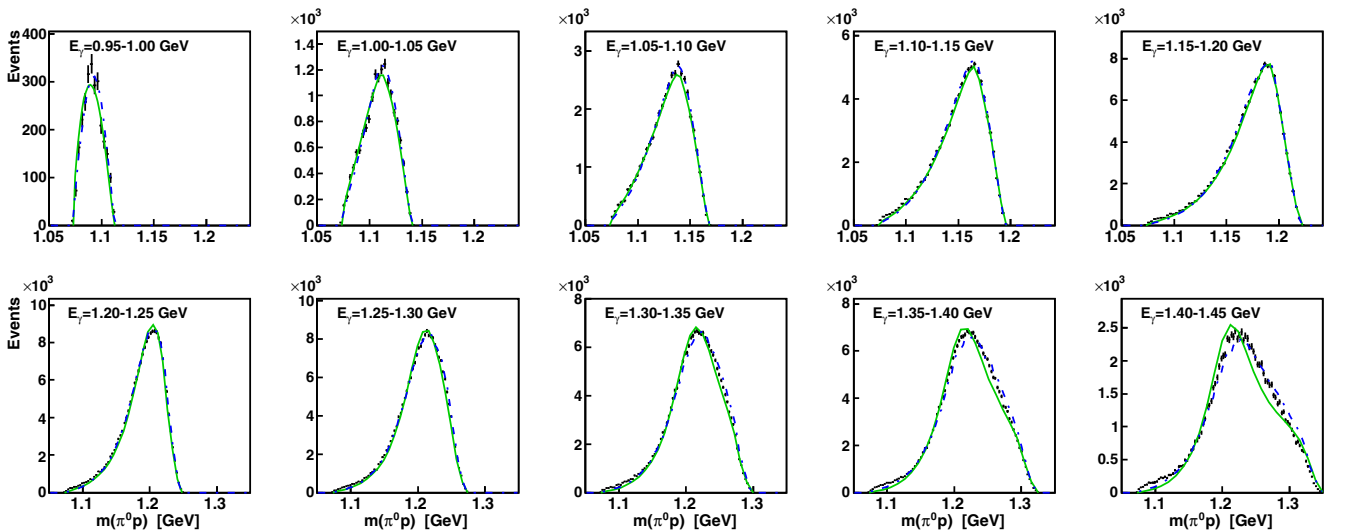 ×10³ ×10³ ×10³ ×10³
Events
400 300 200 100 0
E_γ=0.95-1.00 GeV
1.05 1.1 1.15 1.2
1.4 1.2 1 0.8 0.6 0.4 0.2 0
E_γ=1.00-1.05 GeV
1.05 1.1 1.15 1.2
3 2 1 0
E_γ=1.05-1.10 GeV
1.05 1.1 1.15 1.2
6 4 2 0
E_γ=1.10-1.15 GeV
1.05 1.1 1.15 1.2
9 6 3 0
E_γ=1.15-1.20 GeV
1.05 1.1 1.15 1.2
×10³ ×10³ ×10³ ×10³ ×10³
Events
10 8 6 4 2 0
E_γ=1.20-1.25 GeV
1.1 1.2 1.3
m(π⁰p) [GeV]
10 8 6 4 2 0
E_γ=1.25-1.30 GeV
1.1 1.2 1.3
m(π⁰p) [GeV]
8 6 4 2 0
E_γ=1.30-1.35 GeV
1.1 1.2 1.3
m(π⁰p) [GeV]
8 6 4 2 0
E_γ=1.35-1.40 GeV
1.1 1.2 1.3
m(π⁰p) [GeV]
2.5 2 1.5 1 0.5 0
E_γ=1.40-1.45 GeV
1.1 1.2 1.3
m(π⁰p) [GeV]